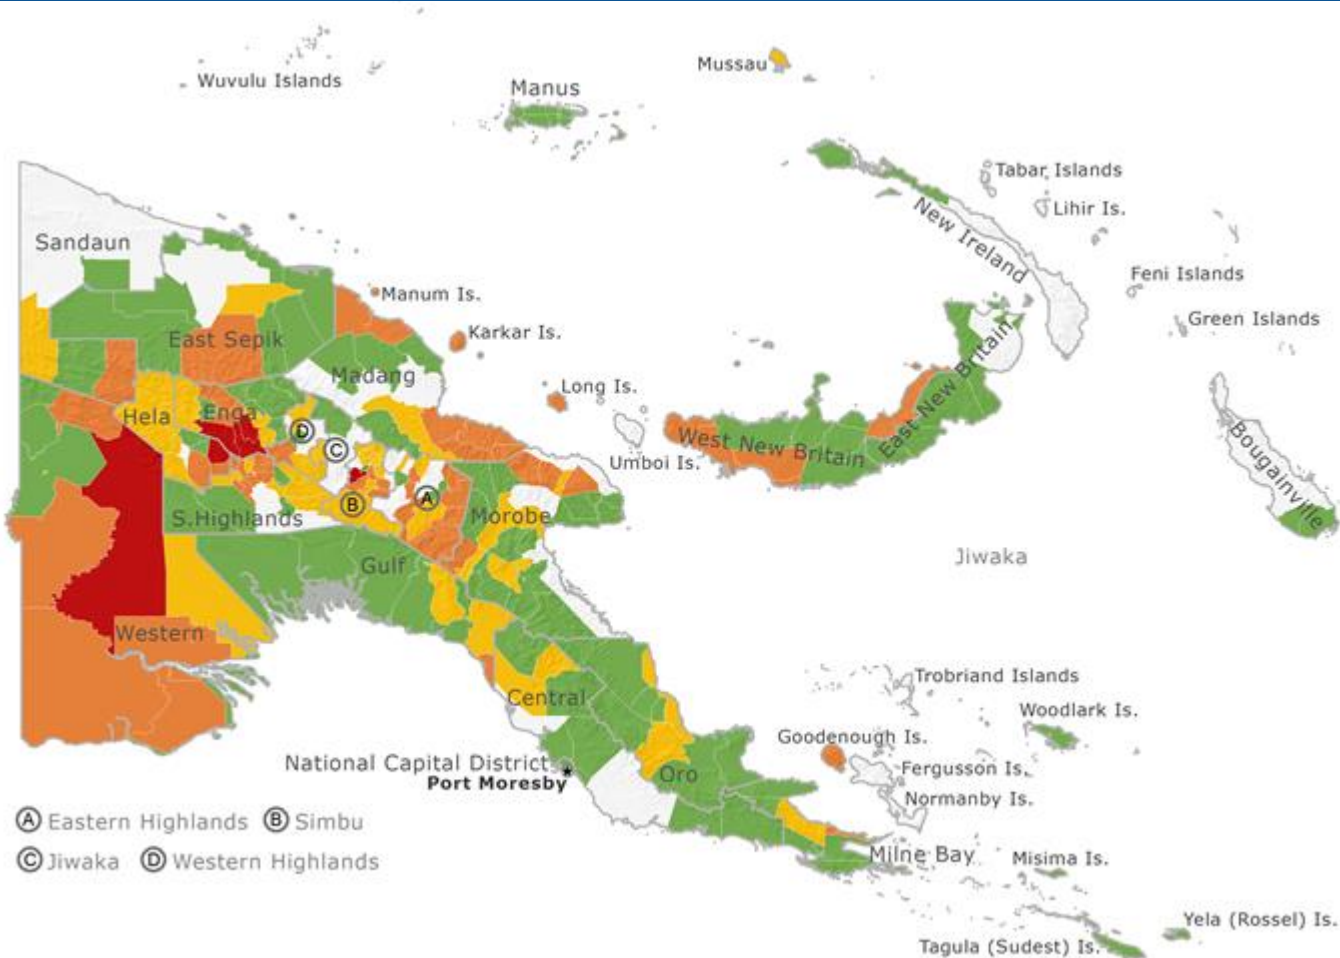 Mussau
Wuvulu Islands
Manus
Tabar Islands
Lihir Is.
New Ireland
Sandaun
Feni Islands
Manum Is.
Green Islands
Karkar Is.
East Sepik
Madang
Long Is.
Hela
Enga
D
C
West New Britain
East New Britain
Umboi Is.
Bougainville
A
B
S.Highlands
Morobe
Gulf
Jiwaka
Western
Trobriand Islands
Central
Woodlark Is.
Goodenough Is.
National Capital District
Port Moresby
Oro
Fergusson Is.
Normanby Is.
A Eastern Highlands B Simbu
C Jiwaka D Western Highlands
Milne Bay
Misima Is.
Yela (Rossel) Is.
Tagula (Sudest) Is.